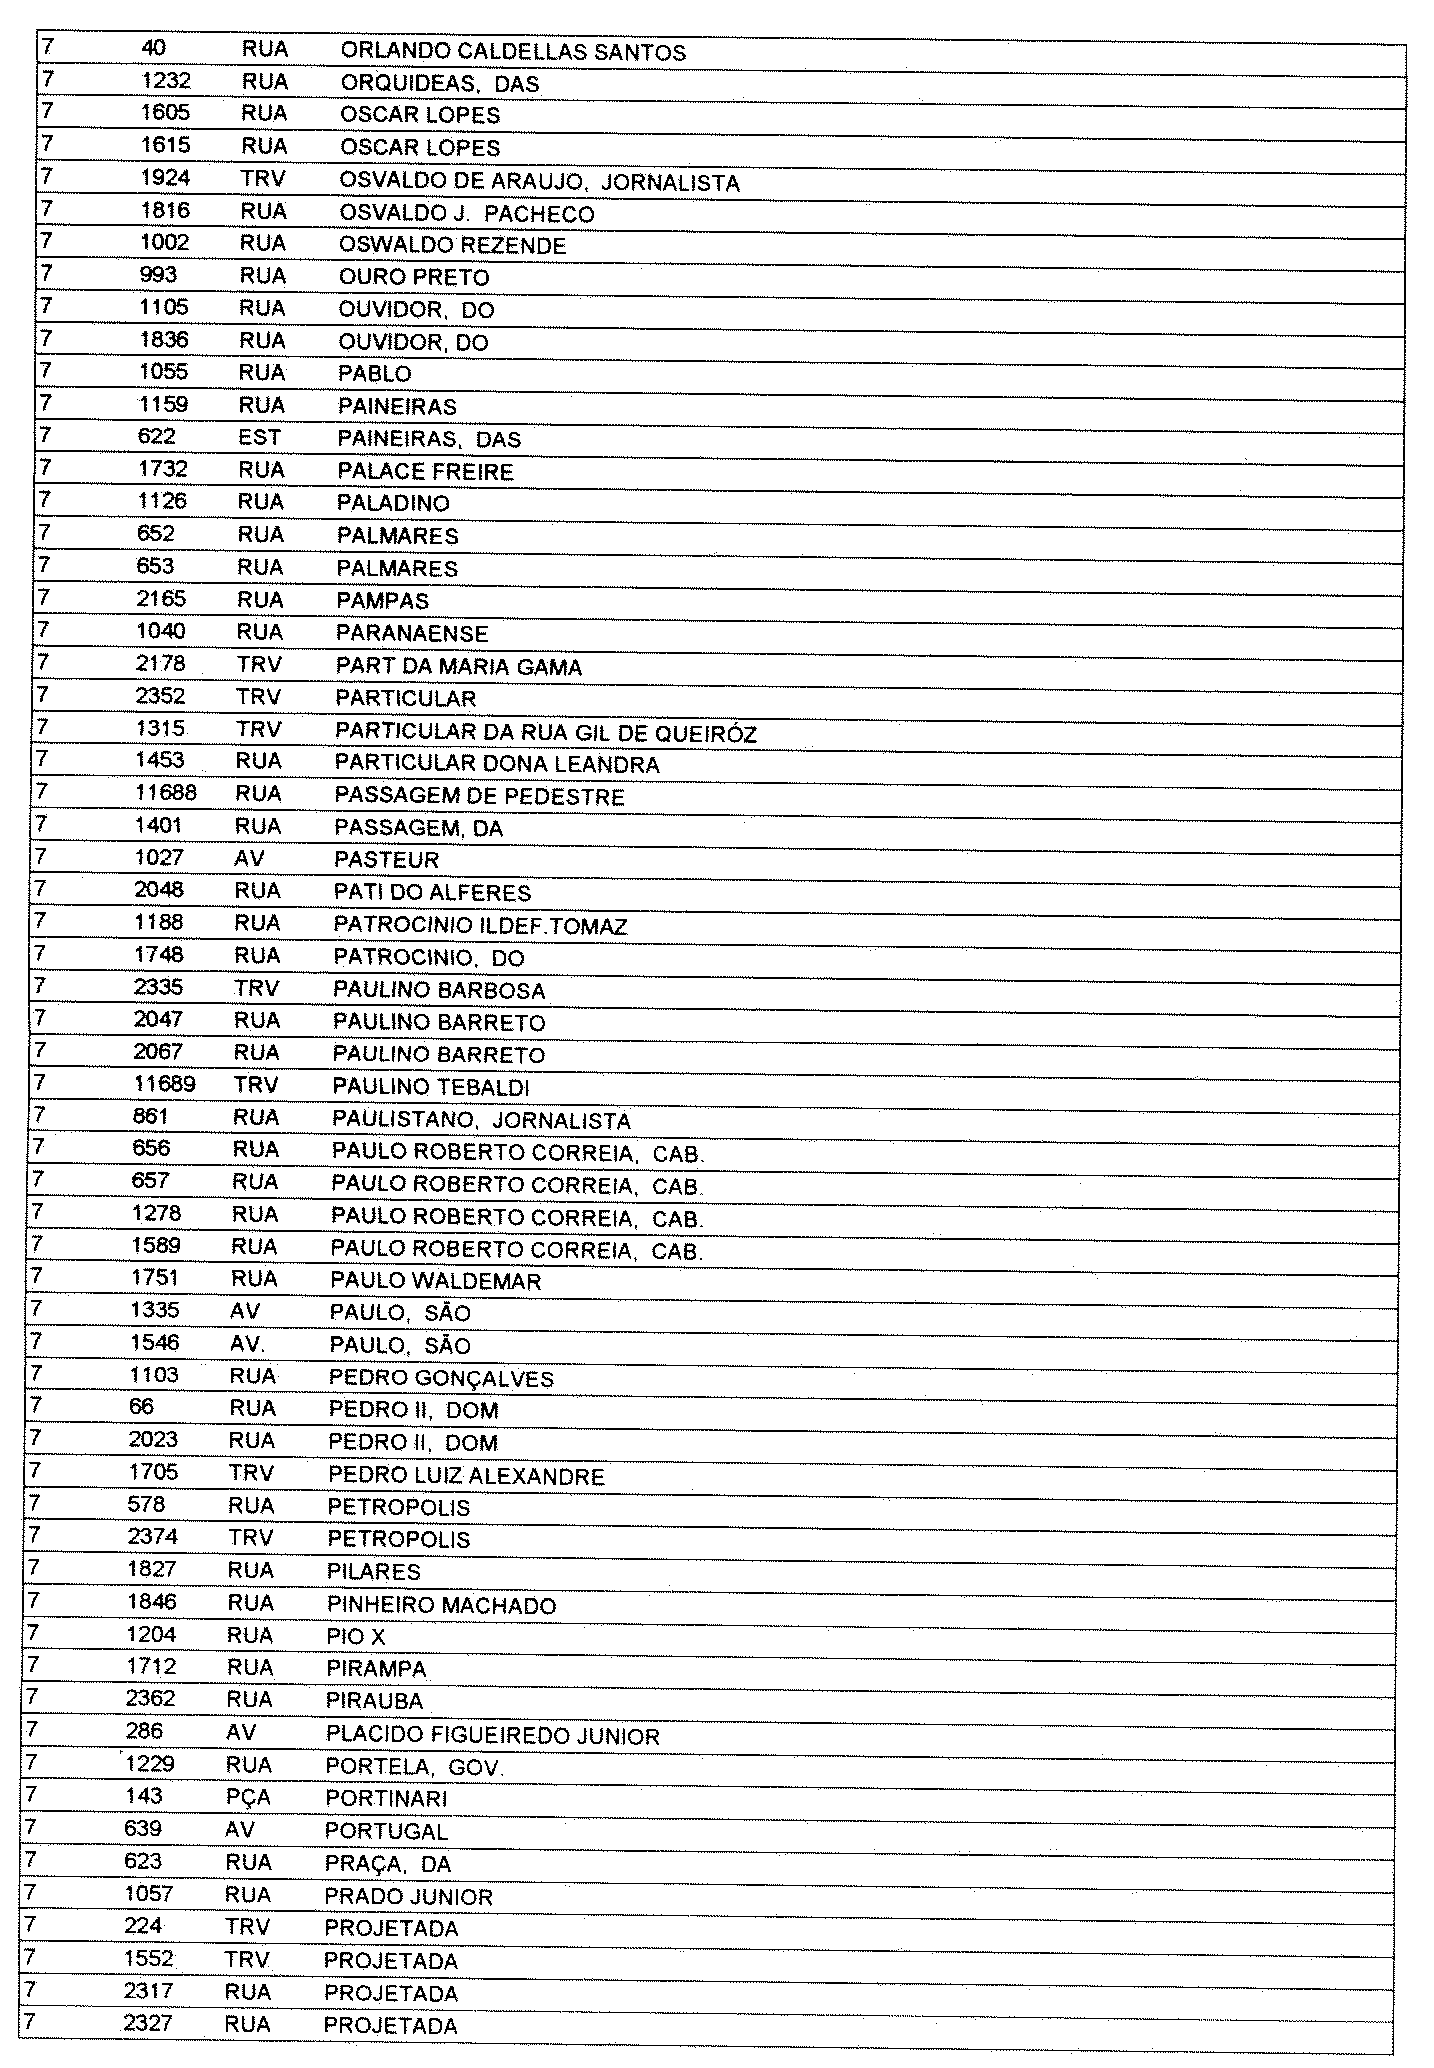 7 40 RUA ORLANDO CALDELLAS SANTOS
7 1232 RUA ORQUIDEAS, DAS
7 1605 RUA OSCAR LOPES
7 1615 RUA OSCAR LOPES
7 1924 TRV OSVALDO DE ARAUJO, JORNALISTA
7 1816 RUA OSVALDO J. PACHECO
7 1002 RUA OSWALDO REZENDE
7 993 RUA OURO PRETO
7 1105 RUA OUVIDOR, DO
7 1836 RUA OUVIDOR, DO
7 1055 RUA PABLO
7 1159 RUA PAINEIRAS
7 622 EST PAINEIRAS, DAS
7 1732 RUA PALACE FREIRE
7 1126 RUA PALADINO
7 652 RUA PALMARES
7 653 RUA PALMARES
7 2165 RUA PAMPAS
7 1040 RUA PARANAENSE
7 2178 TRV PART DA MARIA GAMA
7 2352 TRV PARTICULAR
7 1315 TRV PARTICULAR DA RUA GIL DE QUEIRÓZ
7 1453 RUA PARTICULAR DONA LEANDRA
7 11688 RUA PASSAGEM DE PEDESTRE
7 1401 RUA PASSAGEM, DA
7 1027 AV PASTEUR
7 2048 RUA PATI DO ALFERES
7 1188 RUA PATROCINIO ILDEF.TOMAZ
7 1748 RUA PATROCINIO, DO
7 2335 TRV PAULINO BARBOSA
7 2047 RUA PAULINO BARRETO
7 2067 RUA PAULINO BARRETO
7 11689 TRV PAULINO TEBALDI
7 861 RUA PAULISTANO, JORNALISTA
7 656 RUA PAULO ROBERTO CORREIA, CAB.
7 657 RUA PAULO ROBERTO CORREIA, CAB.
7 1278 RUA PAULO ROBERTO CORREIA, CAB.
7 1589 RUA PAULO ROBERTO CORREIA, CAB.
7 1751 RUA PAULO WALDEMAR
7 1335 AV PAULO, SÃO
7 1546 AV. PAULO, SÃO
7 1103 RUA PEDRO GONÇALVES
7 66 RUA PEDRO II, DOM
7 2023 RUA PEDRO II, DOM
7 1705 TRV PEDRO LUIZ ALEXANDRE
7 578 RUA PETROPOLIS
7 2374 TRV PETROPOLIS
7 1827 RUA PILARES
7 1846 RUA PINHEIRO MACHADO
7 1204 RUA PIO X
7 1712 RUA PIRAMPA
7 2362 RUA PIRAUBA
7 286 AV PLACIDO FIGUEIREDO JUNIOR
7 1229 RUA PORTELA, GOV.
7 143 PÇA PORTINARI
7 639 AV PORTUGAL
7 623 RUA PRAÇA, DA
7 1057 RUA PRADO JUNIOR
7 224 TRV PROJETADA
7 1552 TRV PROJETADA
7 2317 RUA PROJETADA
7 2327 RUA PROJETADA